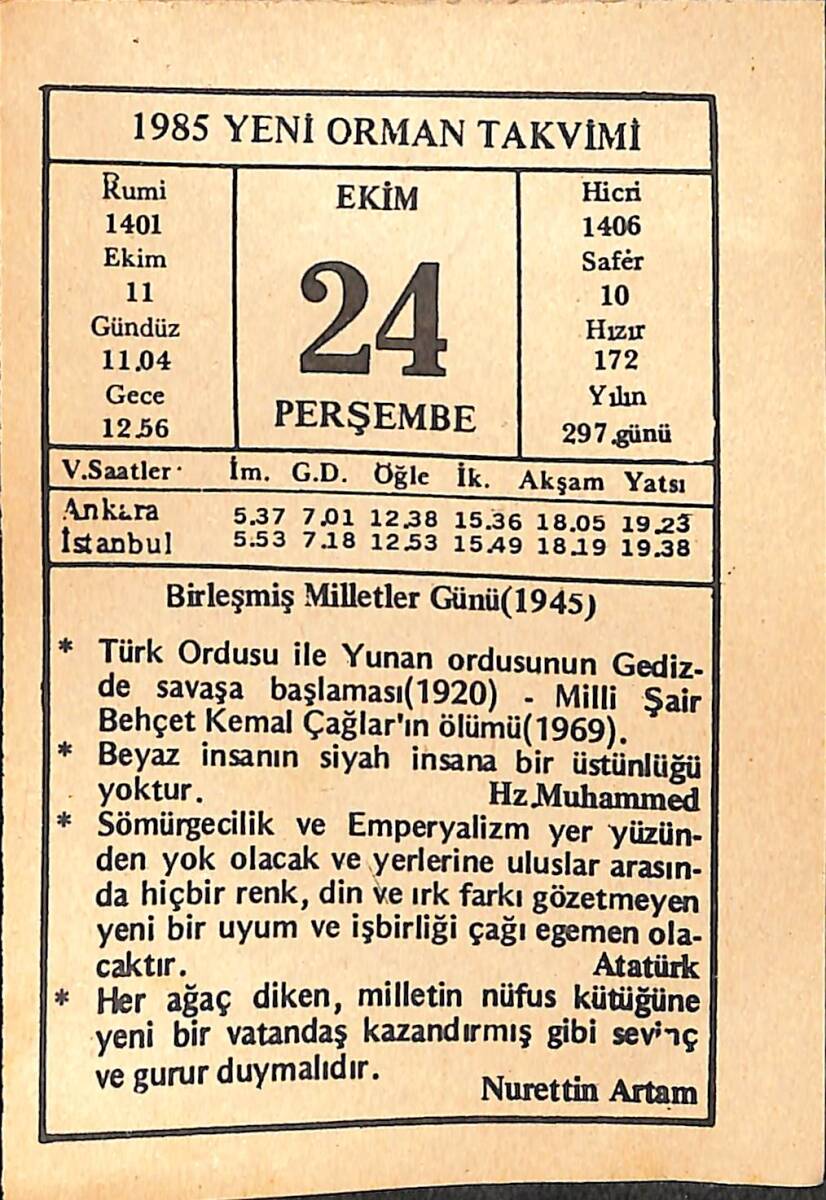 1985 YENİ ORMAN TAKVİMİ
Rumi
1401
Ekim
11
Gündüz
11.04
Gece
12.56
EKİM
24
PERŞEMBE
Hicri
1406
Safer
10
Hızır
172
Yılın
297.günü
V.Saatler İm. G.D. Öğle İk. Akşam Yatsı
Ankara 5.37 7.01 12.38 15.36 18.05 19.23
İstanbul 5.53 7.18 12.53 15.49 18.19 19.38
Birleşmiş Milletler Günü(1945)
* Türk Ordusu ile Yunan ordusunun Gediz-
de savaşa başlaması(1920) - Milli Şair
Behçet Kemal Çağlar'ın ölümü(1969).
* Beyaz insanın siyah insana bir üstünlüğü
yoktur. Hz.Muhammed
* Sömürgecilik ve Emperyalizm yer yüzün-
den yok olacak ve yerlerine uluslar arasın-
da hiçbir renk, din ve ırk farkı gözetmeyen
yeni bir uyum ve işbirliği çağı egemen ola-
caktır. Atatürk
* Her ağaç diken, milletin nüfus kütüğüne
yeni bir vatandaş kazandırmış gibi sevinç
ve gurur duymalıdır.
Nurettin Artam